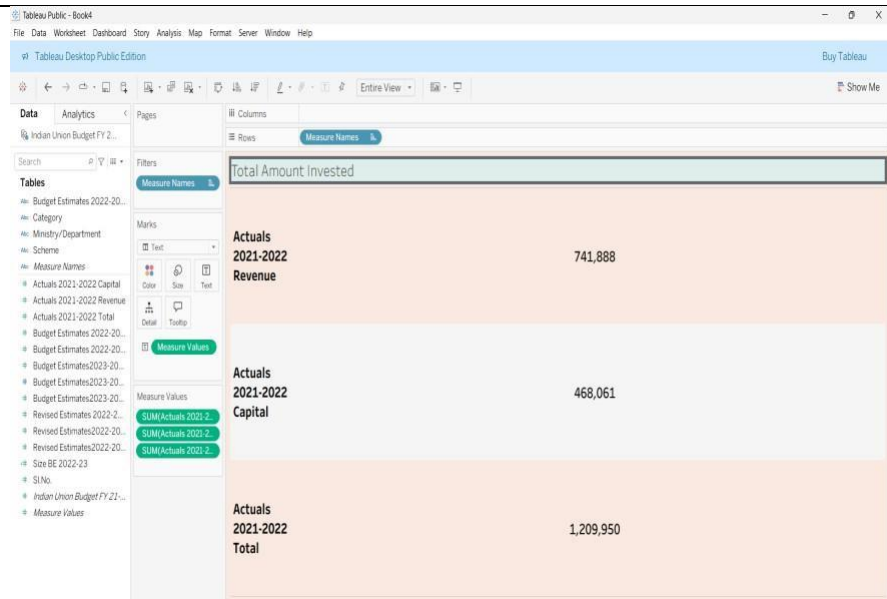 Tableau Public - Book4
File Data Worksheet Dashboard Story Analysis Map Format Server Window Help
Tableau Desktop Public Edition Buy Tableau
Entire View Show Me
Data Analytics Pages Columns
Indian Union Budget FY 2... Rows Measure Names
Search Filters Total Amount Invested
Tables Measure Names
Abc Budget Estimates 2022-20...
Abc Category
Abc Ministry/Department Marks
Abc Scheme Text
Abc Measure Names
Actuals 2021-2022 Capital Color Size Text
Actuals 2021-2022 Revenue
Actuals 2021-2022 Total Detail Tooltip
Budget Estimates 2022-20...
Budget Estimates 2022-20... Measure Values
Budget Estimates2023-20...
Budget Estimates2023-20...
Budget Estimates2023-20... Measure Values
Revised Estimates 2022-2... SUM(Actuals 2021-2..
Revised Estimates2022-20... SUM(Actuals 2021-2..
Revised Estimates2022-20... SUM(Actuals 2021-2..
Size BE 2022-23
Sl.No.
Indian Union Budget FY 21-...
Measure Values
Actuals
2021-2022 741,888
Revenue
Actuals
2021-2022 468,061
Capital
Actuals
2021-2022 1,209,950
Total